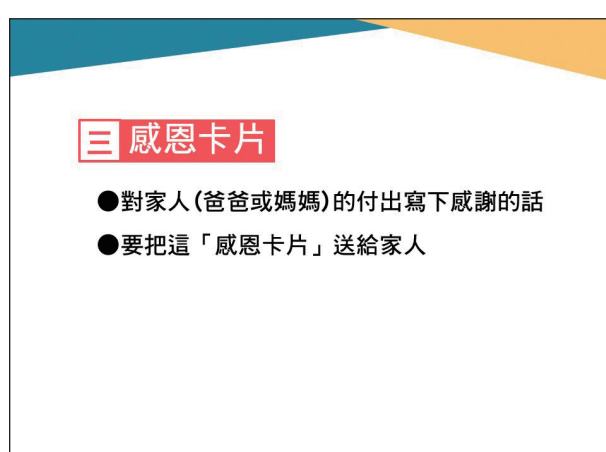 三 感恩卡片
●對家人(爸爸或媽媽)的付出寫下感謝的話
●要把這「感恩卡片」送給家人